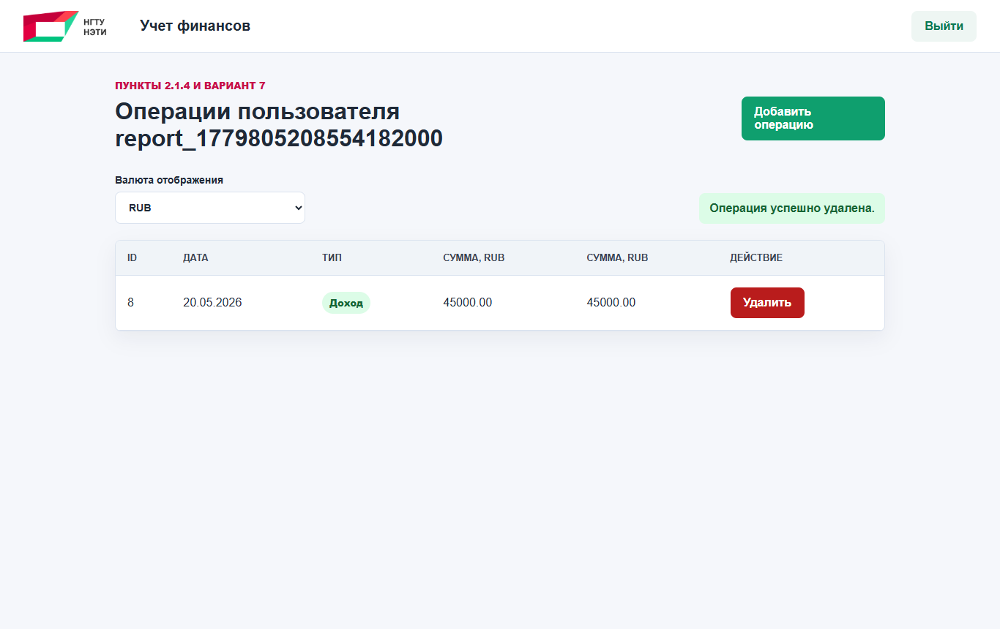 НГТУ
НЭТИ
Учет финансов
Выйти
ПУНКТЫ 2.1.4 И ВАРИАНТ 7
Операции пользователя
report_1779805208554182000
Добавить
операцию
Валюта отображения
RUB
Операция успешно удалена.
ID ДАТА ТИП СУММА, RUB СУММА, RUB ДЕЙСТВИЕ
8 20.05.2026 Доход 45000.00 45000.00 Удалить